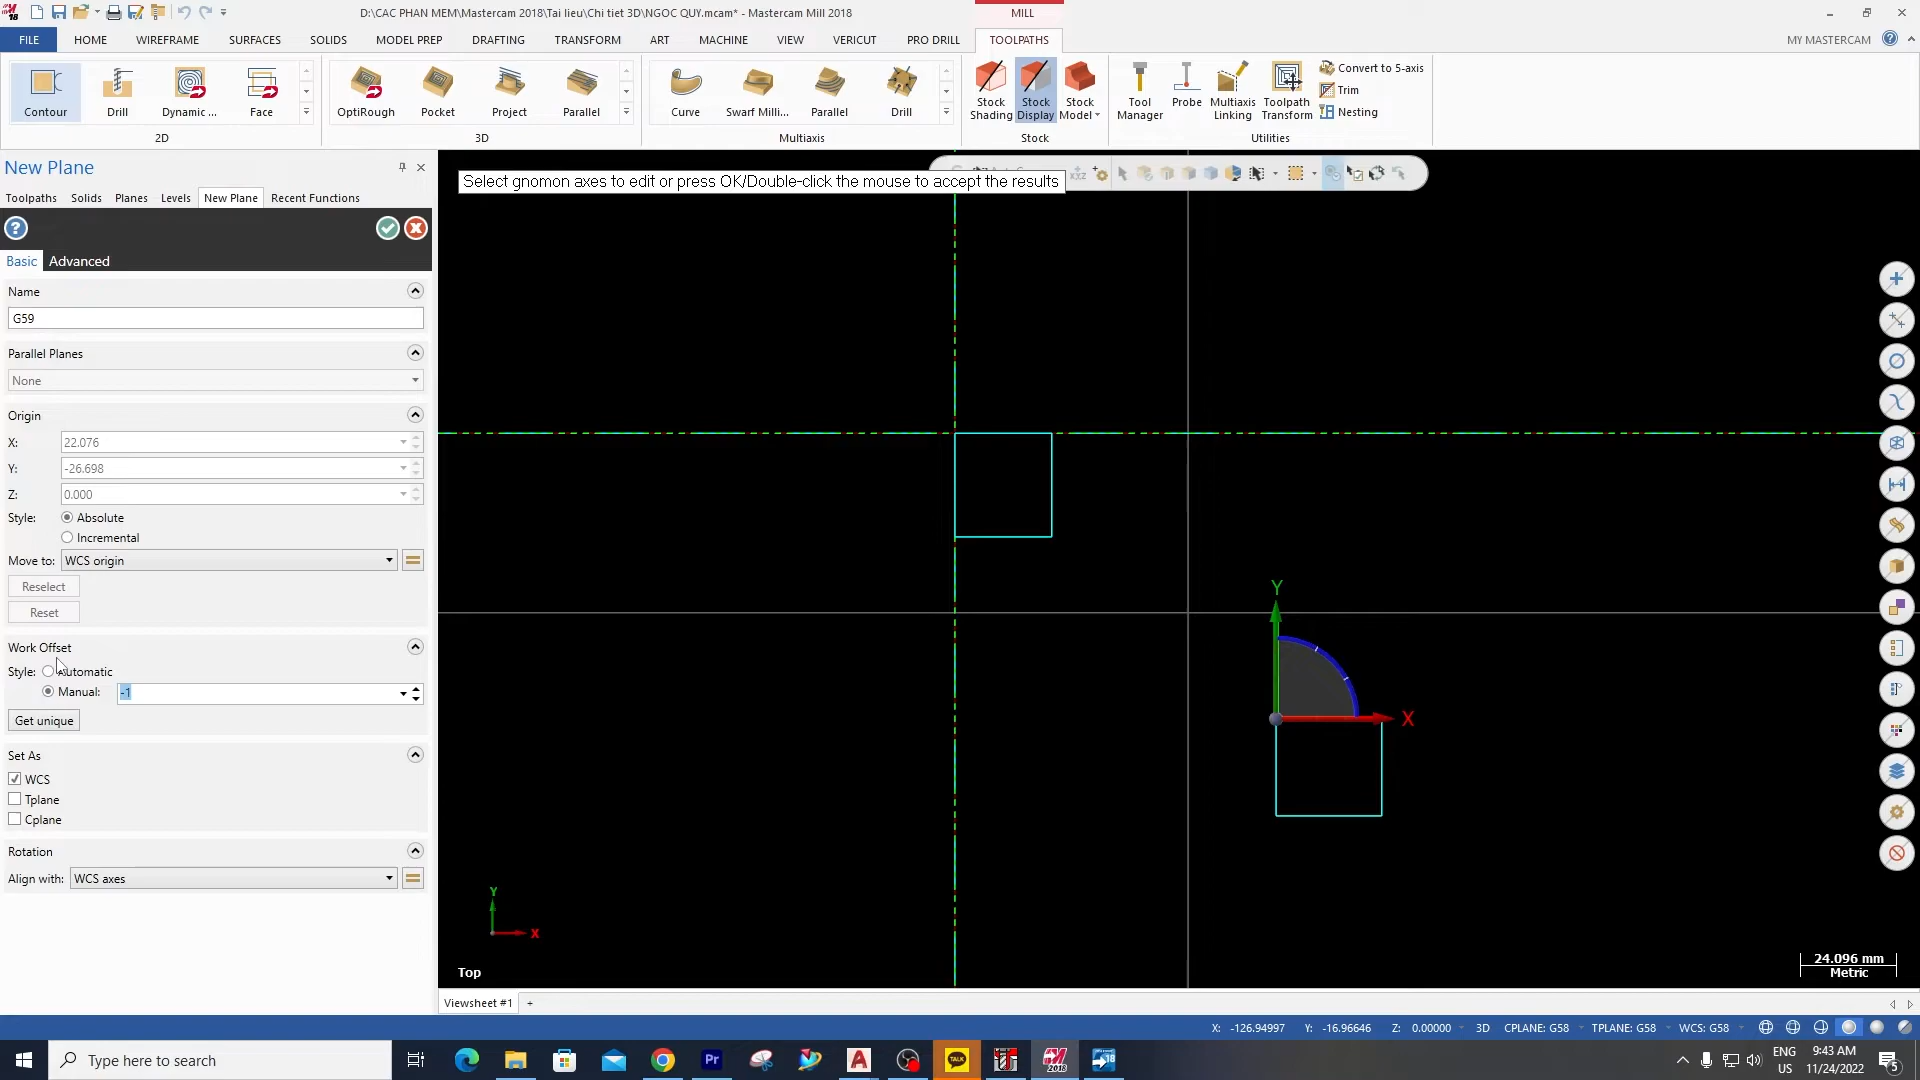 D:\CAC PHAN MEM\Mastercam 2018\Tai lieu\Chi tiet 3D\NGOC QUY.mcam* - Mastercam Mill 2018
MILL
FILE HOME WIREFRAME SURFACES SOLIDS MODEL PREP DRAFTING TRANSFORM ART MACHINE VIEW VERICUT PRO DRILL TOOLPATHS MY MASTERCAM
Contour Drill Dynamic ... Face
2D
OptiRough Pocket Project Parallel
3D
Curve Swarf Milli... Parallel Drill
Multiaxis
Stock Shading
Stock Display
Stock Model
Stock
Tool Manager
Probe
Multiaxis Linking
Toolpath Transform
Convert to 5-axis
Trim
Nesting
Utilities
New Plane
Toolpaths Solids Planes Levels New Plane Recent Functions
Basic Advanced
Name
G59
Parallel Planes
None
Origin
X: 22.076
Y: -26.698
Z: 0.000
Style: Absolute
Incremental
Move to: WCS origin
Reselect
Reset
Work Offset
Style: Automatic
Manual: -1
Get unique
Set As
WCS
Tplane
Cplane
Rotation
Align with: WCS axes
Select gnomon axes to edit or press OK/Double-click the mouse to accept the results
Y
X
Y
X
Top
24.096 mm
Metric
Viewsheet #1 +
X: -126.94997 Y: -16.96646 Z: 0.00000 3D CPLANE: G58 TPLANE: G58 WCS: G58
Type here to search
Pr
TALK
2018
18
ENG
US
9:43 AM
11/24/2022
5